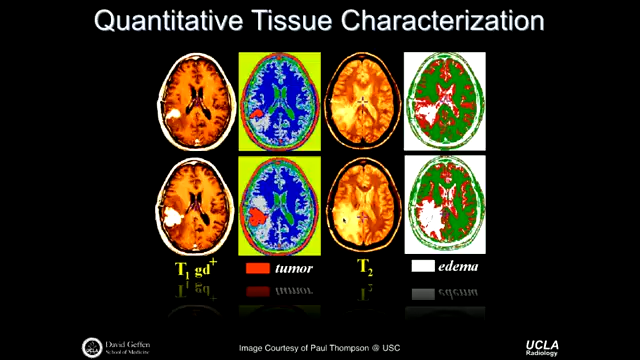 Quantitative Tissue Characterization
T1 gd+
tumor
T2
edema
UCLA
David Geffen
School of Medicine
Image Courtesy of Paul Thompson @ USC
UCLA
Radiology